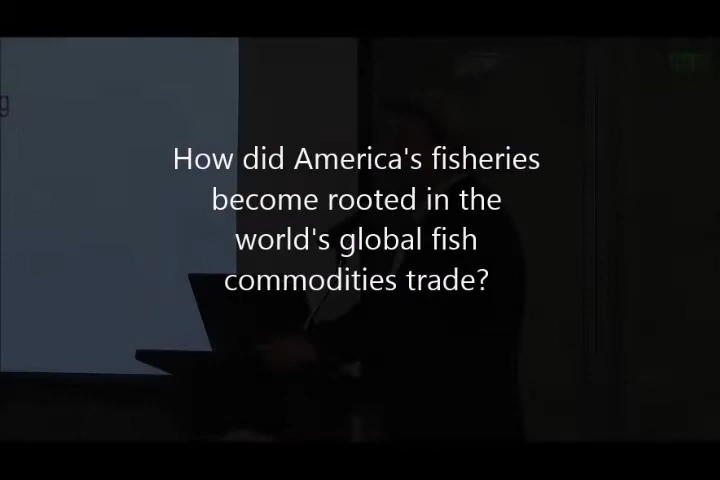 g
How did America's fisheries
become rooted in the
world's global fish
commodities trade?